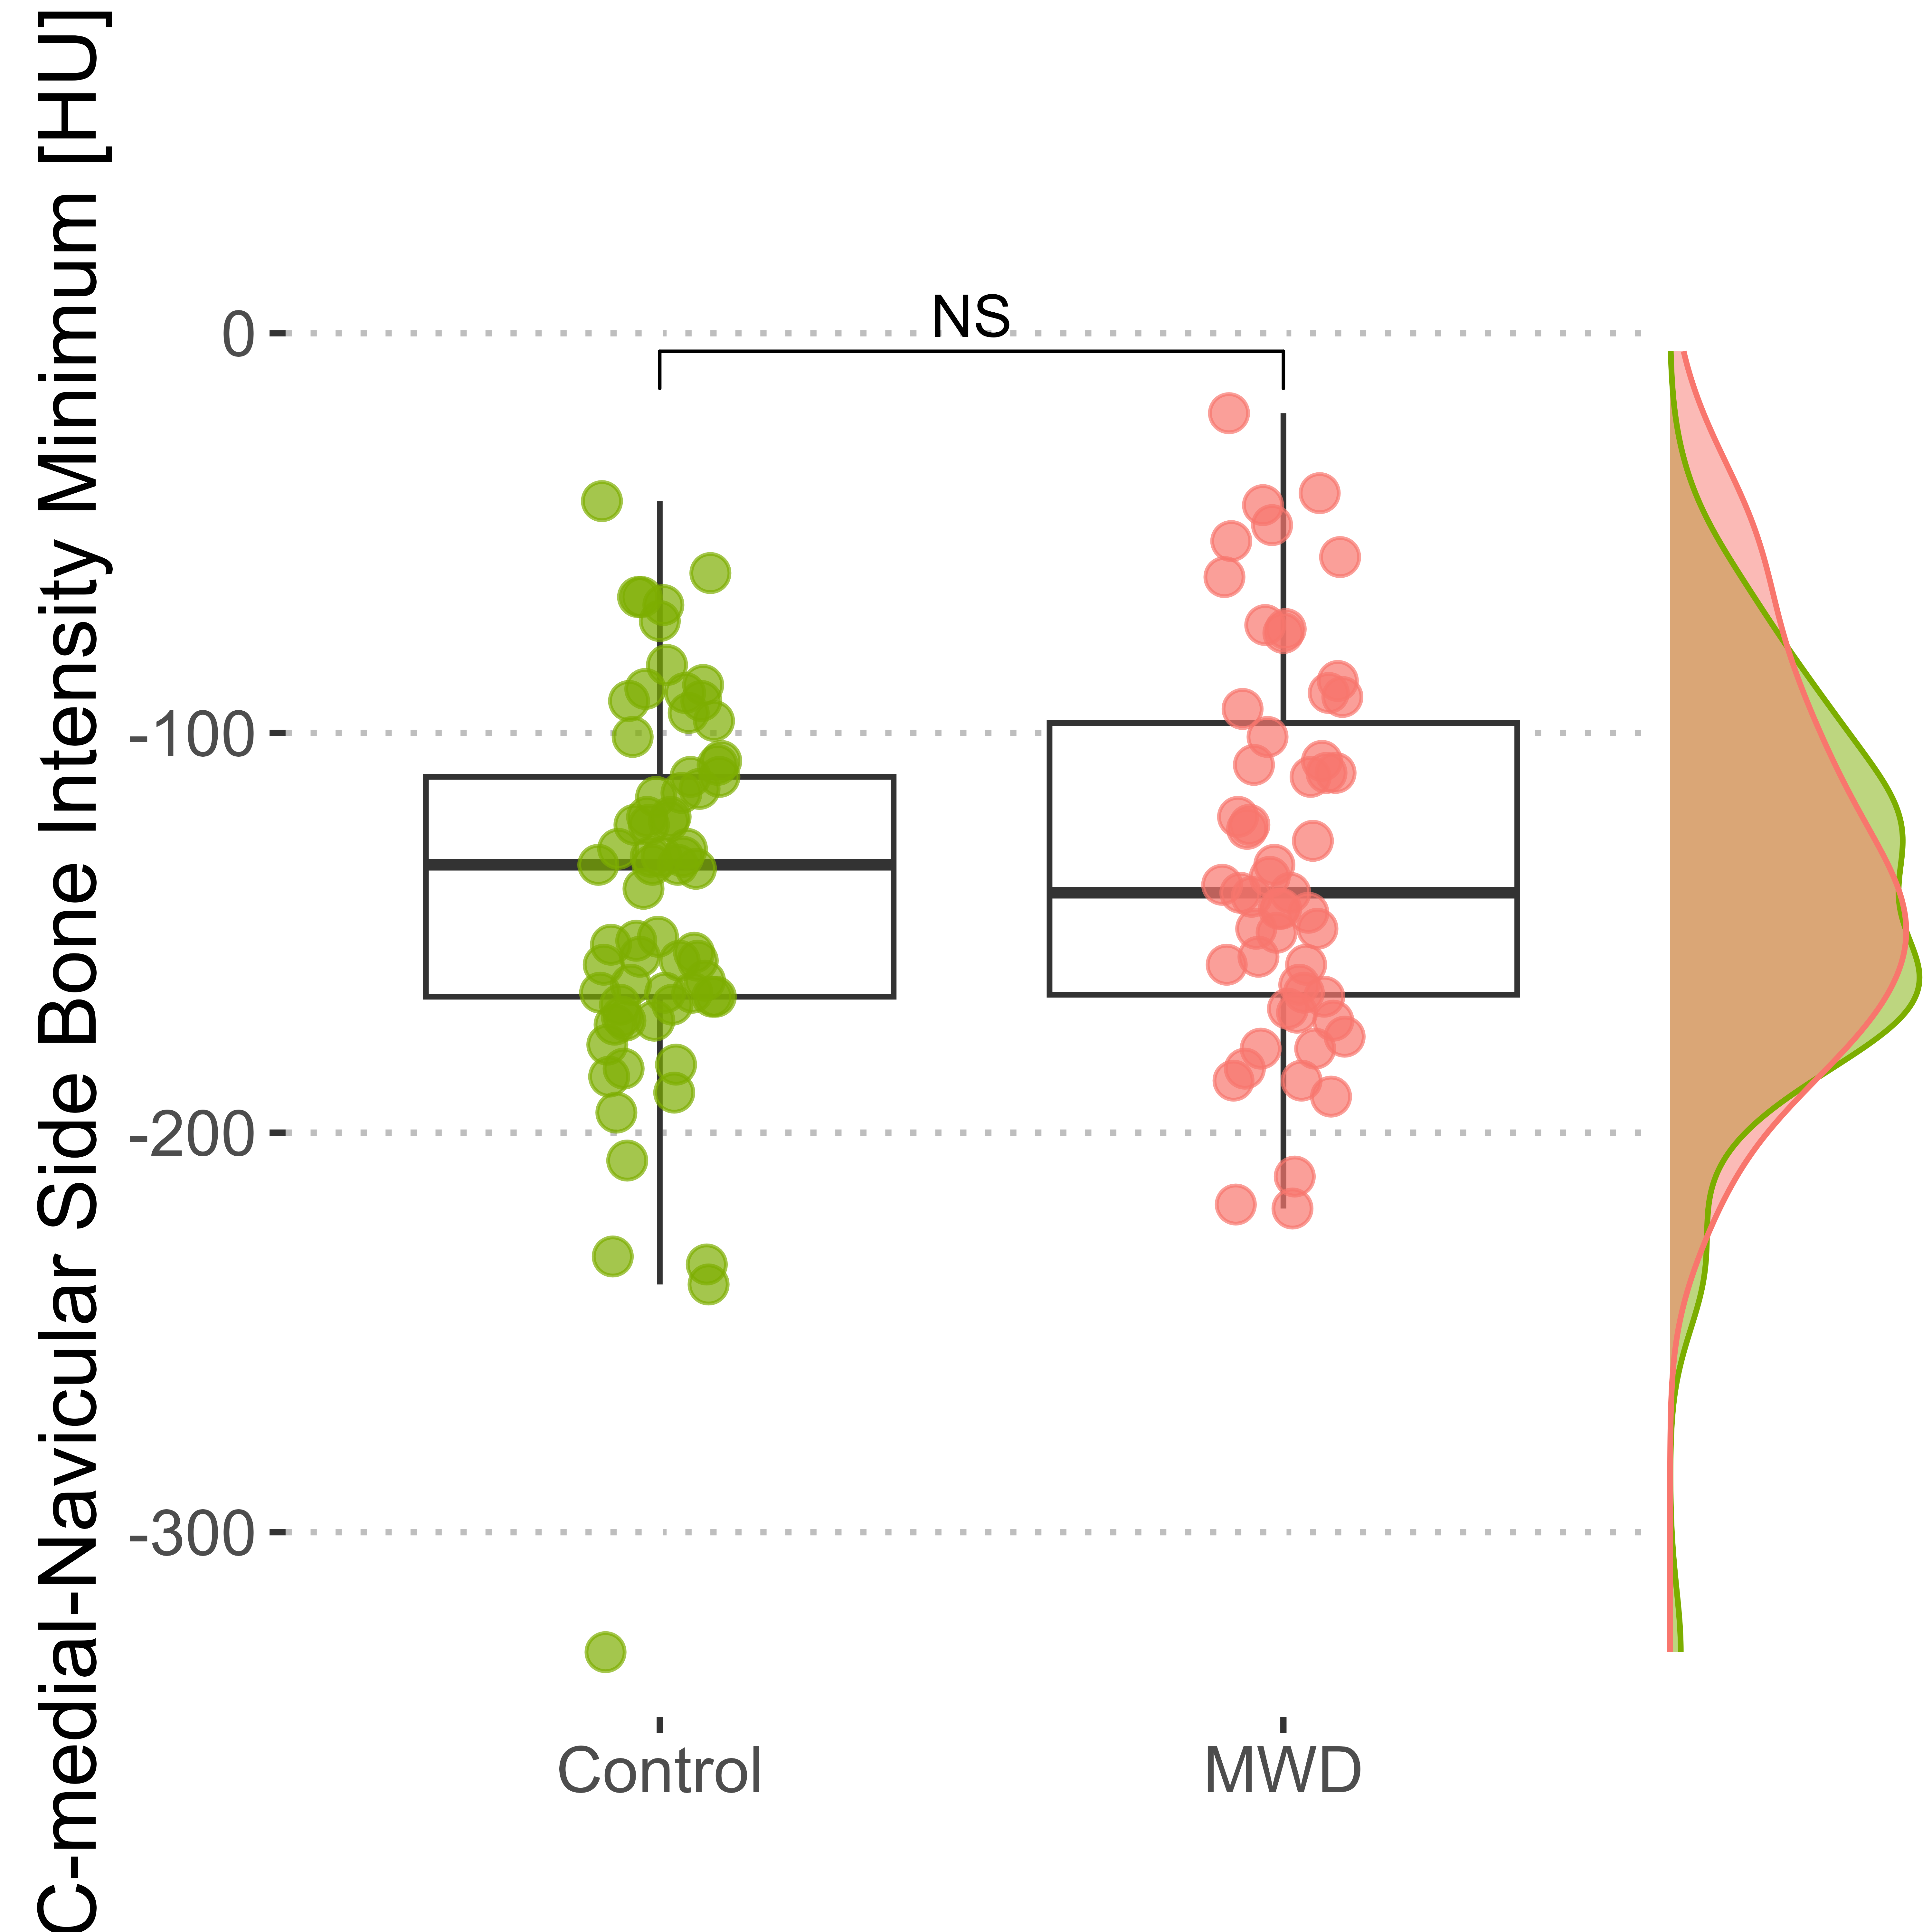 C-medial-Navicular Side Bone Intensity Minimum [HU]
NS
0
-100
-200
-300
Control
MWD